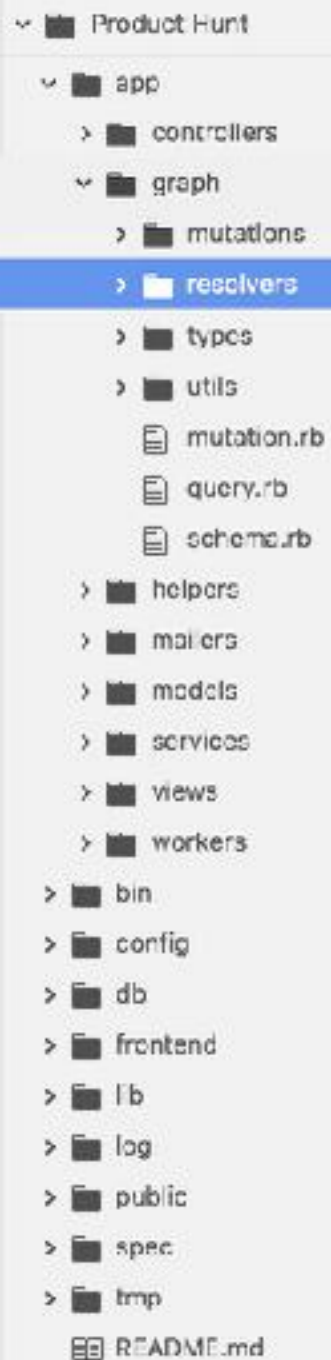 Product Hunt
app
controllers
graph
mutations
resolvers
types
utils
mutation.rb
query.rb
schema.rb
helpers
mailers
models
services
views
workers
bin
config
db
frontend
lib
log
public
spec
tmp
README.md